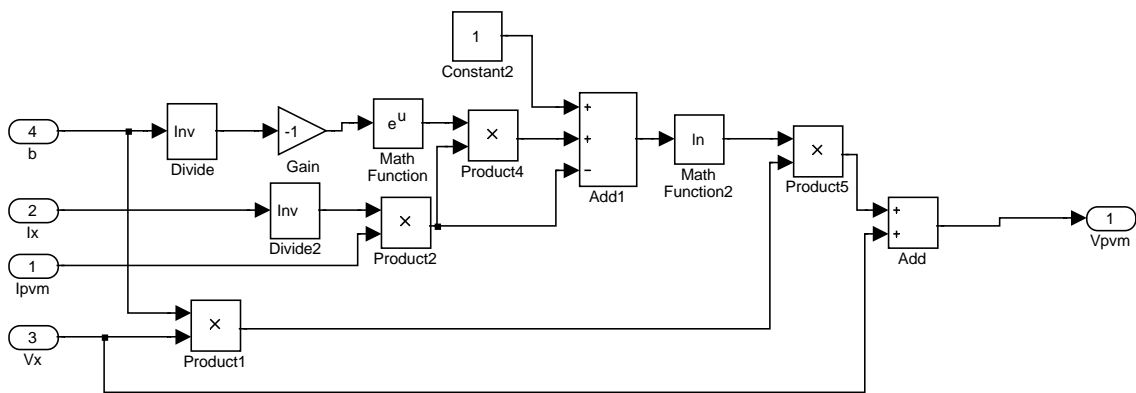 1
Constant2
4
b
Inv
Divide
-1
Gain
e^u
Math
Function
×
Product4
+
+
−
Add1
ln
Math
Function2
×
Product5
2
Ix
Inv
Divide2
×
Product2
1
Ipvm
+
+
Add
1
Vpvm
3
Vx
×
Product1